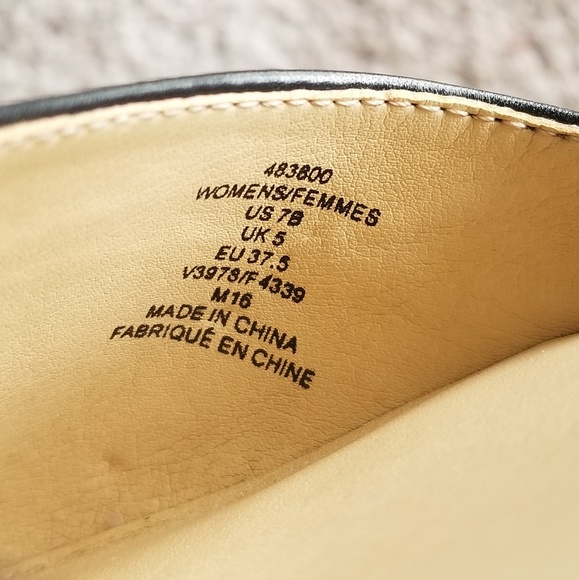 483800
WOMENS/FEMMES
US 7B
UK 5
EU 37.5
V3978/F4339
M16
MADE IN CHINA
FABRIQUÉ EN CHINE